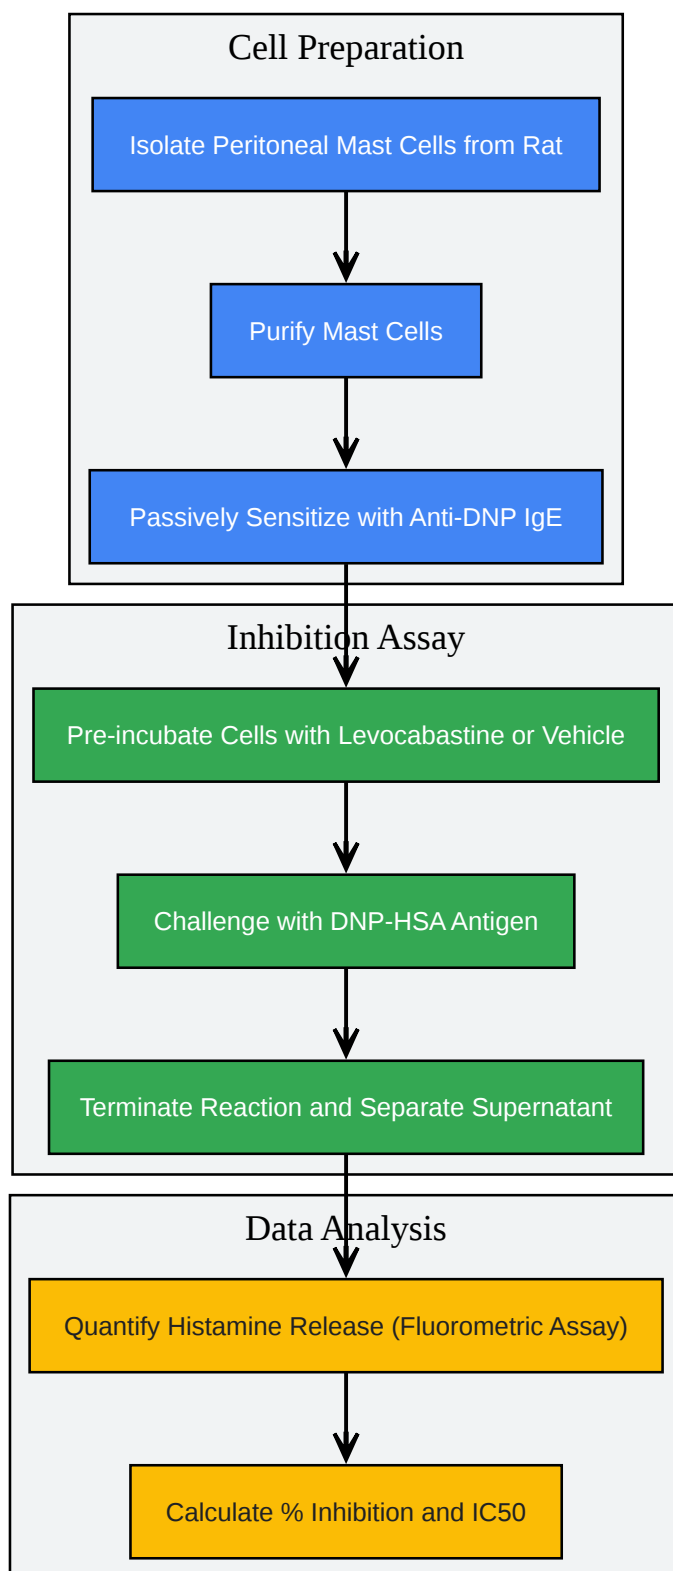 Cell Preparation
Isolate Peritoneal Mast Cells from Rat
Purify Mast Cells
Passively Sensitize with Anti-DNP IgE
Inhibition Assay
Pre-incubate Cells with Levocabastine or Vehicle
Challenge with DNP-HSA Antigen
Terminate Reaction and Separate Supernatant
Data Analysis
Quantify Histamine Release (Fluorometric Assay)
Calculate % Inhibition and IC50